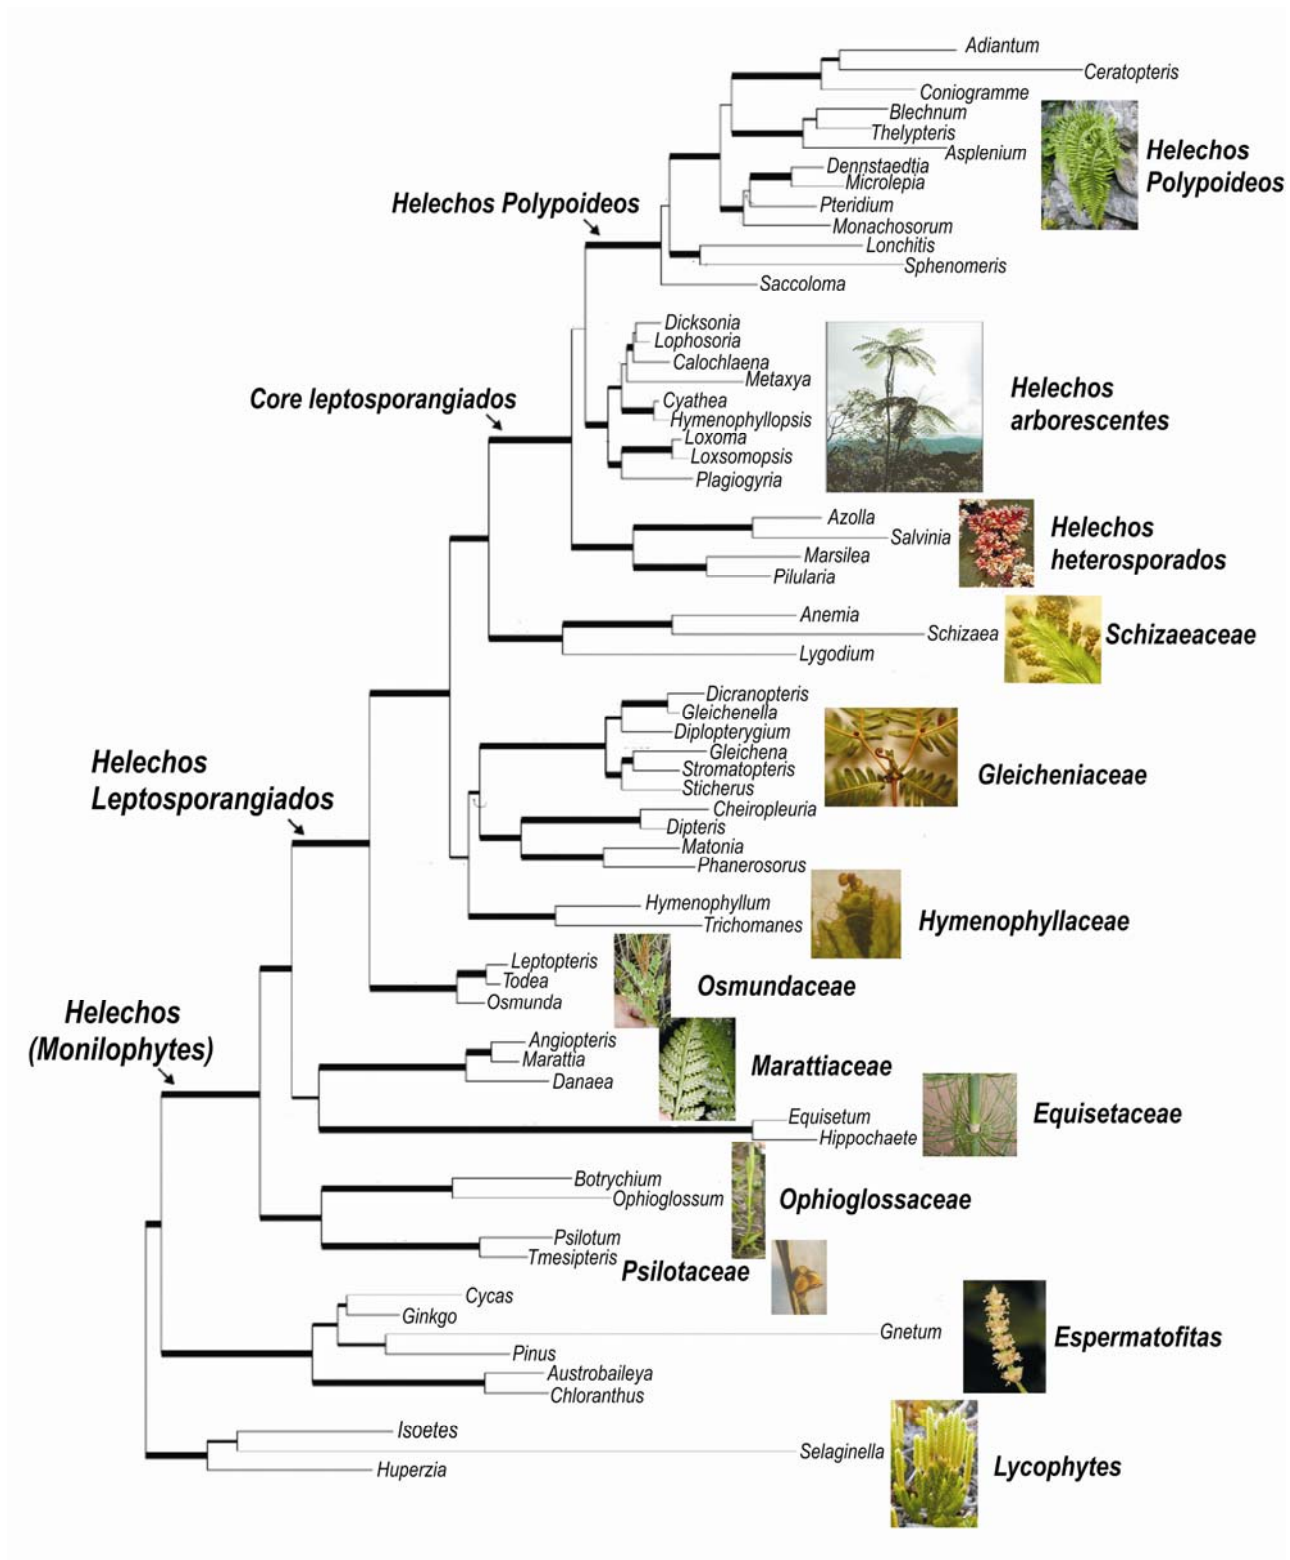 Adiantum
Ceratopteris
Coniogramme
Blechnum
Thelypteris
Asplenium
Helechos
Polypoideos
Dennstaedtia
Microlepia
Helechos Polypoideos
Pteridium
Monachosorum
Lonchitis
Sphenomeris
Saccoloma
Dicksonia
Lophosoria
Calochlaena
Metaxya
Helechos
arborescentes
Core leptosporangiados
Cyathea
Hymenophyllopsis
Loxoma
Loxsomopsis
Plagiogyria
Azolla
Salvinia
Helechos
heterosporados
Marsilea
Pilularia
Anemia
Schizaea
Schizaeaceae
Lygodium
Dicranopteris
Gleichenella
Diplopterygium
Gleichena
Stromatopteris
Sticherus
Gleicheniaceae
Helechos
Leptosporangiados
Cheiropleuria
Dipteris
Matonia
Phanerosorus
Hymenophyllum
Trichomanes
Hymenophyllaceae
Leptopteris
Todea
Osmunda
Osmundaceae
Helechos
(Monilophytes)
Angiopteris
Marattia
Danaea
Marattiaceae
Equisetum
Hippochaete
Equisetaceae
Botrychium
Ophioglossum
Ophioglossaceae
Psilotum
Tmesipteris
Psilotaceae
Cycas
Ginkgo
Gnetum
Pinus
Espermatofitas
Austrobaileya
Chloranthus
Isoetes
Selaginella
Huperzia
Lycophytes